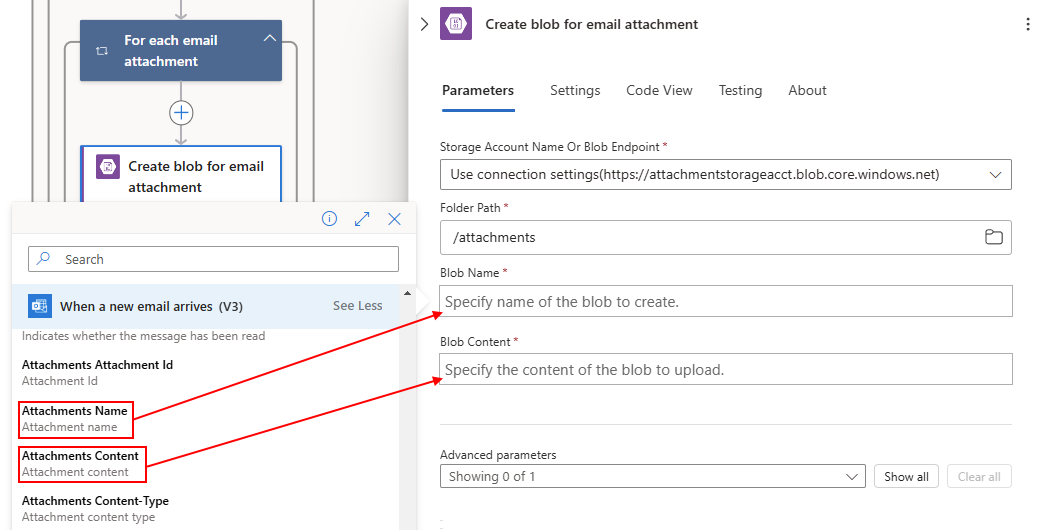 For each email
attachment
Create blob for email
attachment
Search
When a new email arrives (V3)
See Less
Indicates whether the message has been read
Attachments Attachment Id
Attachment Id
Attachments Name
Attachment name
Attachments Content
Attachment content
Attachments Content-Type
Attachment content type
Create blob for email attachment
Parameters
Settings
Code View
Testing
About
Storage Account Name Or Blob Endpoint *
Use connection settings(https://attachmentstorageacct.blob.core.windows.net)
Folder Path *
/attachments
Blob Name *
Specify name of the blob to create.
Blob Content *
Specify the content of the blob to upload.
Advanced parameters
Showing 0 of 1
Show all
Clear all